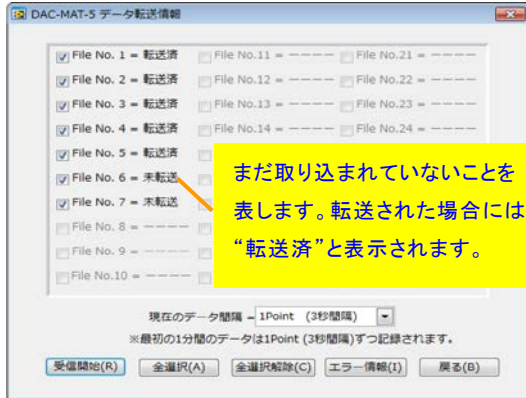 DAC-MAT-5 データ転送情報
File No. 1 = 転送済 File No.11 = ---- File No.21 = ----
File No. 2 = 転送済 File No.12 = ---- File No.22 = ----
File No. 3 = 転送済 File No.13 = ---- File No.23 = ----
File No. 4 = 転送済 File No.14 = ---- File No.24 = ----
File No. 5 = 転送済
File No. 6 = 未転送
File No. 7 = 未転送
File No. 8 = ----
File No. 9 = ----
File No.10 = ----
まだ取り込まれていないことを
表します。転送された場合には
“転送済”と表示されます。
現在のデータ間隔 = 1Point (3秒間隔)
※最初の1分間のデータは1Point (3秒間隔)ずつ記録されます。
受信開始(R) 全選択(A) 全選択解除(C) エラー情報(I) 戻る(B)